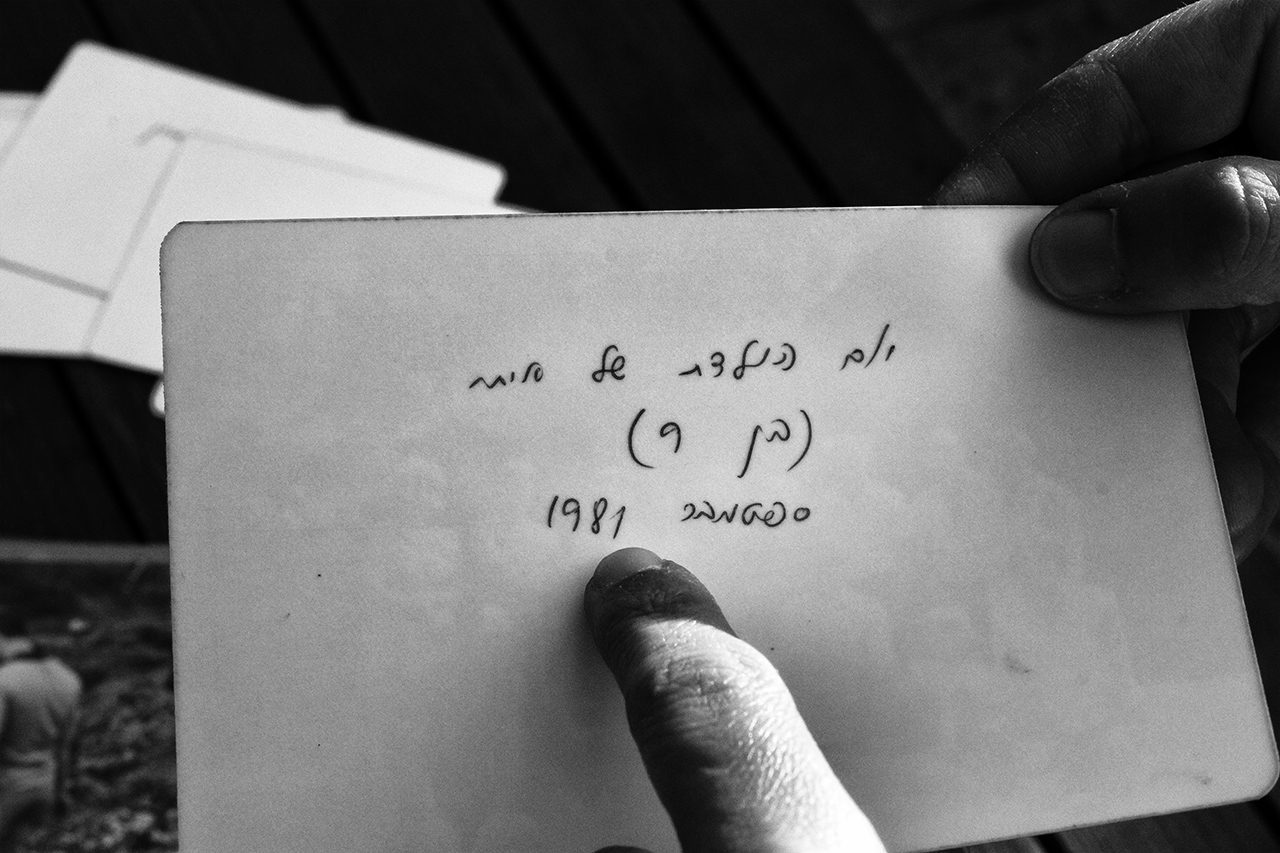 יום הולדת של
(בן 9)
ספטמבר 1981